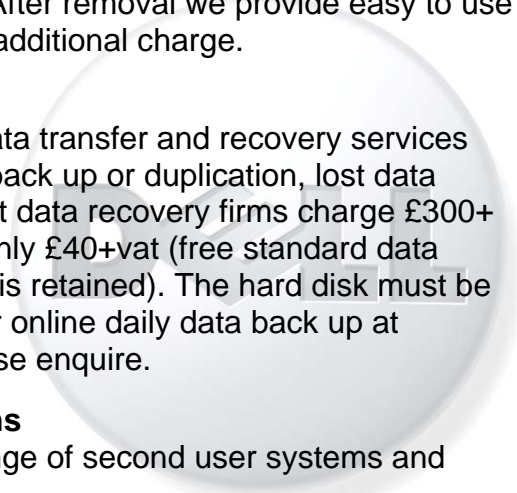 After removal we provide easy to use
additional charge.
ata transfer and recovery services
back up or duplication, lost data
t data recovery firms charge £300+
nly £40+vat (free standard data
is retained). The hard disk must be
r online daily data back up at
se enquire.
ns
nge of second user systems and
DELL